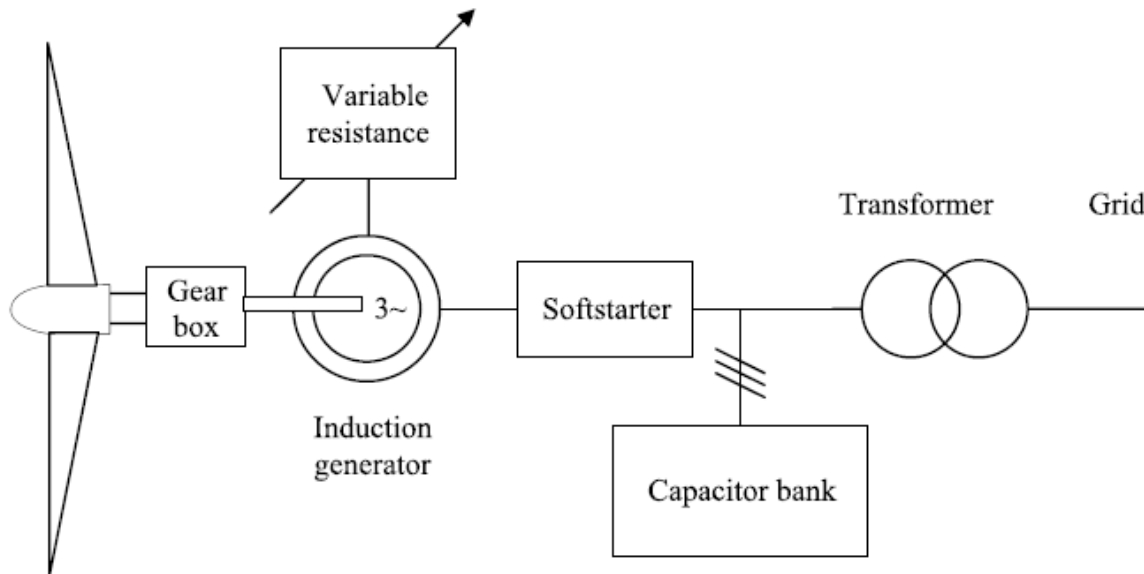 Variable
resistance
Transformer
Grid
Gear
box
3~
Softstarter
Induction
generator
Capacitor bank